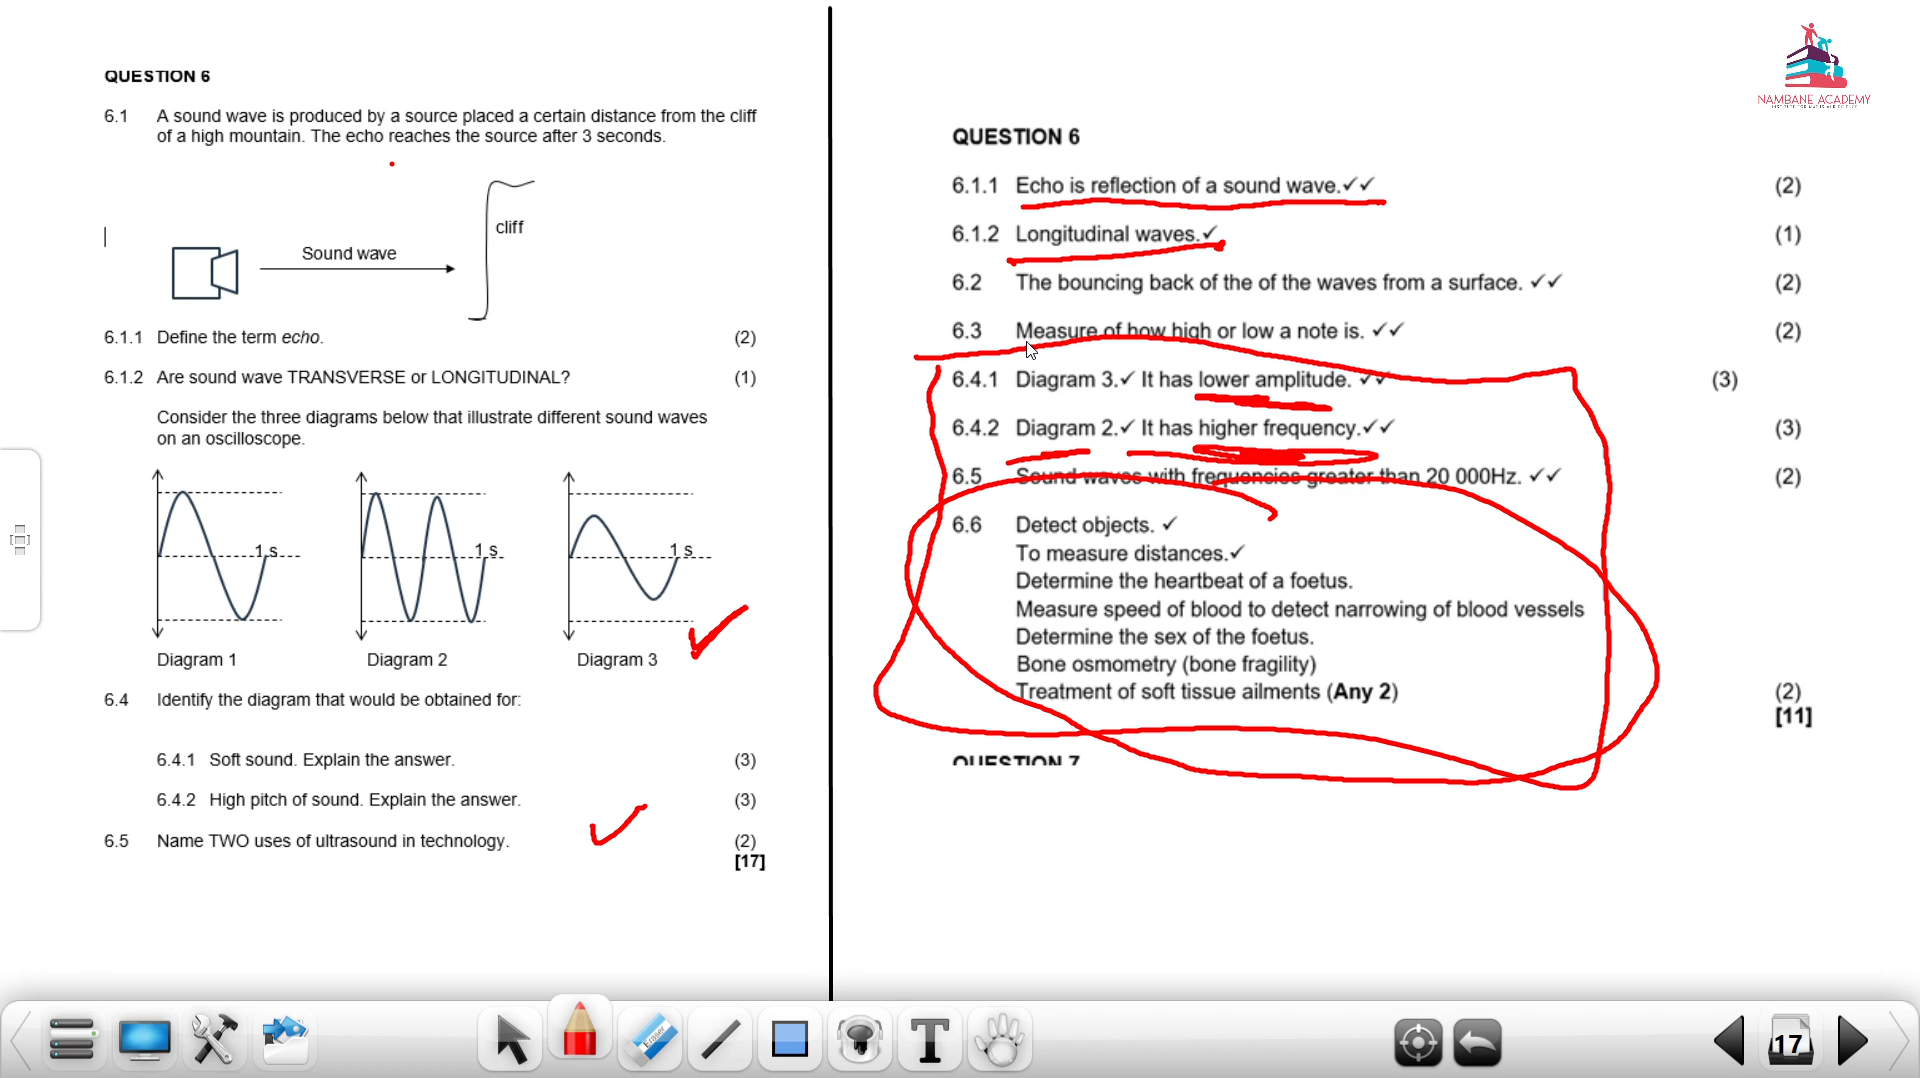 QUESTION 6
6.1 A sound wave is produced by a source placed a certain distance from the cliff
of a high mountain. The echo reaches the source after 3 seconds.
Sound wave
cliff
6.1.1 Define the term echo. (2)
6.1.2 Are sound wave TRANSVERSE or LONGITUDINAL? (1)
Consider the three diagrams below that illustrate different sound waves
on an oscilloscope.
1 s 1 s 1 s
Diagram 1 Diagram 2 Diagram 3
6.4 Identify the diagram that would be obtained for:
6.4.1 Soft sound. Explain the answer. (3)
6.4.2 High pitch of sound. Explain the answer. (3)
6.5 Name TWO uses of ultrasound in technology. (2)
[17]
NAMBANE ACADEMY
QUESTION 6
6.1.1 Echo is reflection of a sound wave.✓✓ (2)
6.1.2 Longitudinal waves.✓ (1)
6.2 The bouncing back of the of the waves from a surface. ✓✓ (2)
6.3 Measure of how high or low a note is. ✓✓ (2)
6.4.1 Diagram 3.✓ It has lower amplitude. ✓✓ (3)
6.4.2 Diagram 2.✓ It has higher frequency.✓✓ (3)
6.5 Sound waves with frequencies greater than 20 000Hz. ✓✓ (2)
6.6 Detect objects. ✓
To measure distances.✓
Determine the heartbeat of a foetus.
Measure speed of blood to detect narrowing of blood vessels
Determine the sex of the foetus.
Bone osmometry (bone fragility)
Treatment of soft tissue ailments (Any 2) (2)
[11]
QUESTION 7
Eraser
T
17